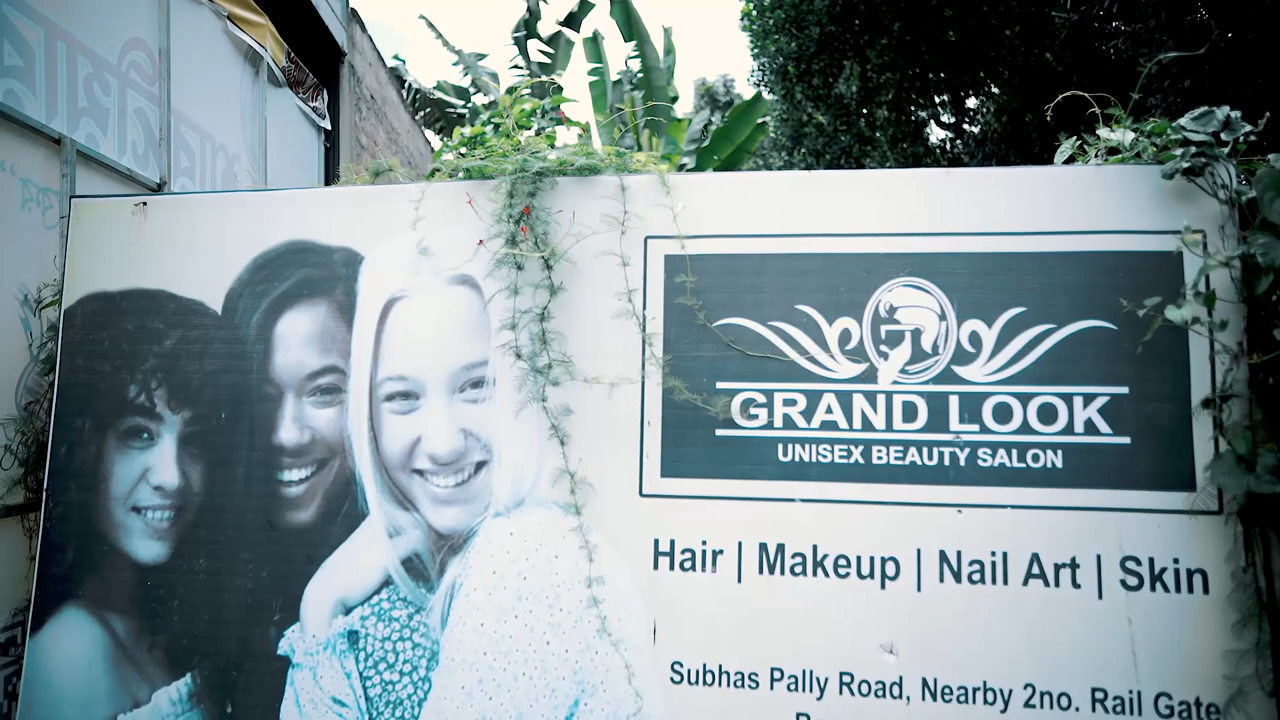 GRAND LOOK
UNISEX BEAUTY SALON
Hair | Makeup | Nail Art | Skin
Subhas Pally Road, Nearby 2no. Rail Gate